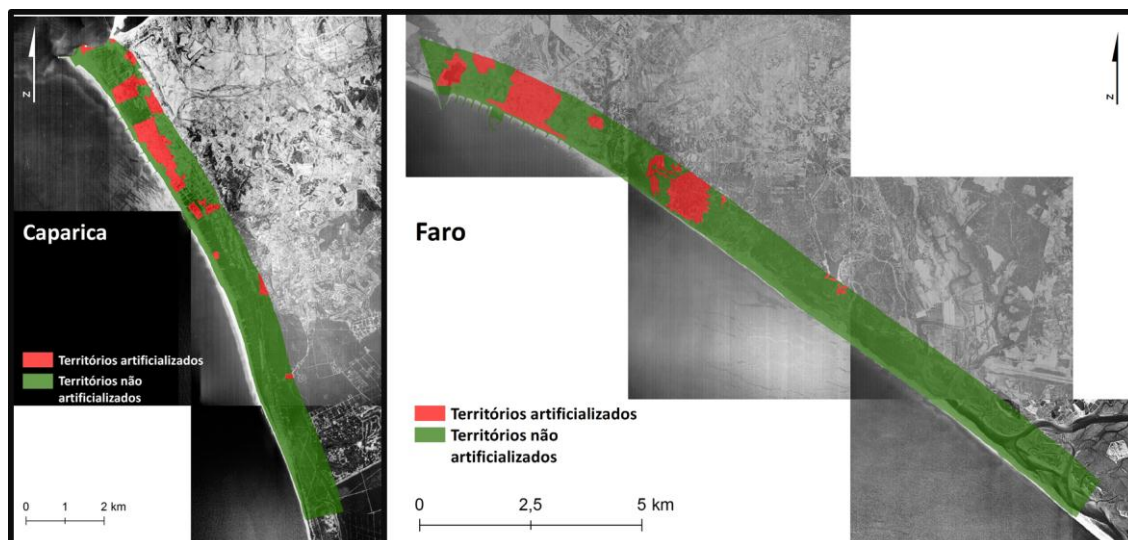 N
Caparica
Territórios artificializados
Territórios não
artificializados
0 1 2 km
N
Faro
Territórios artificializados
Territórios não
artificializados
0 2,5 5 km